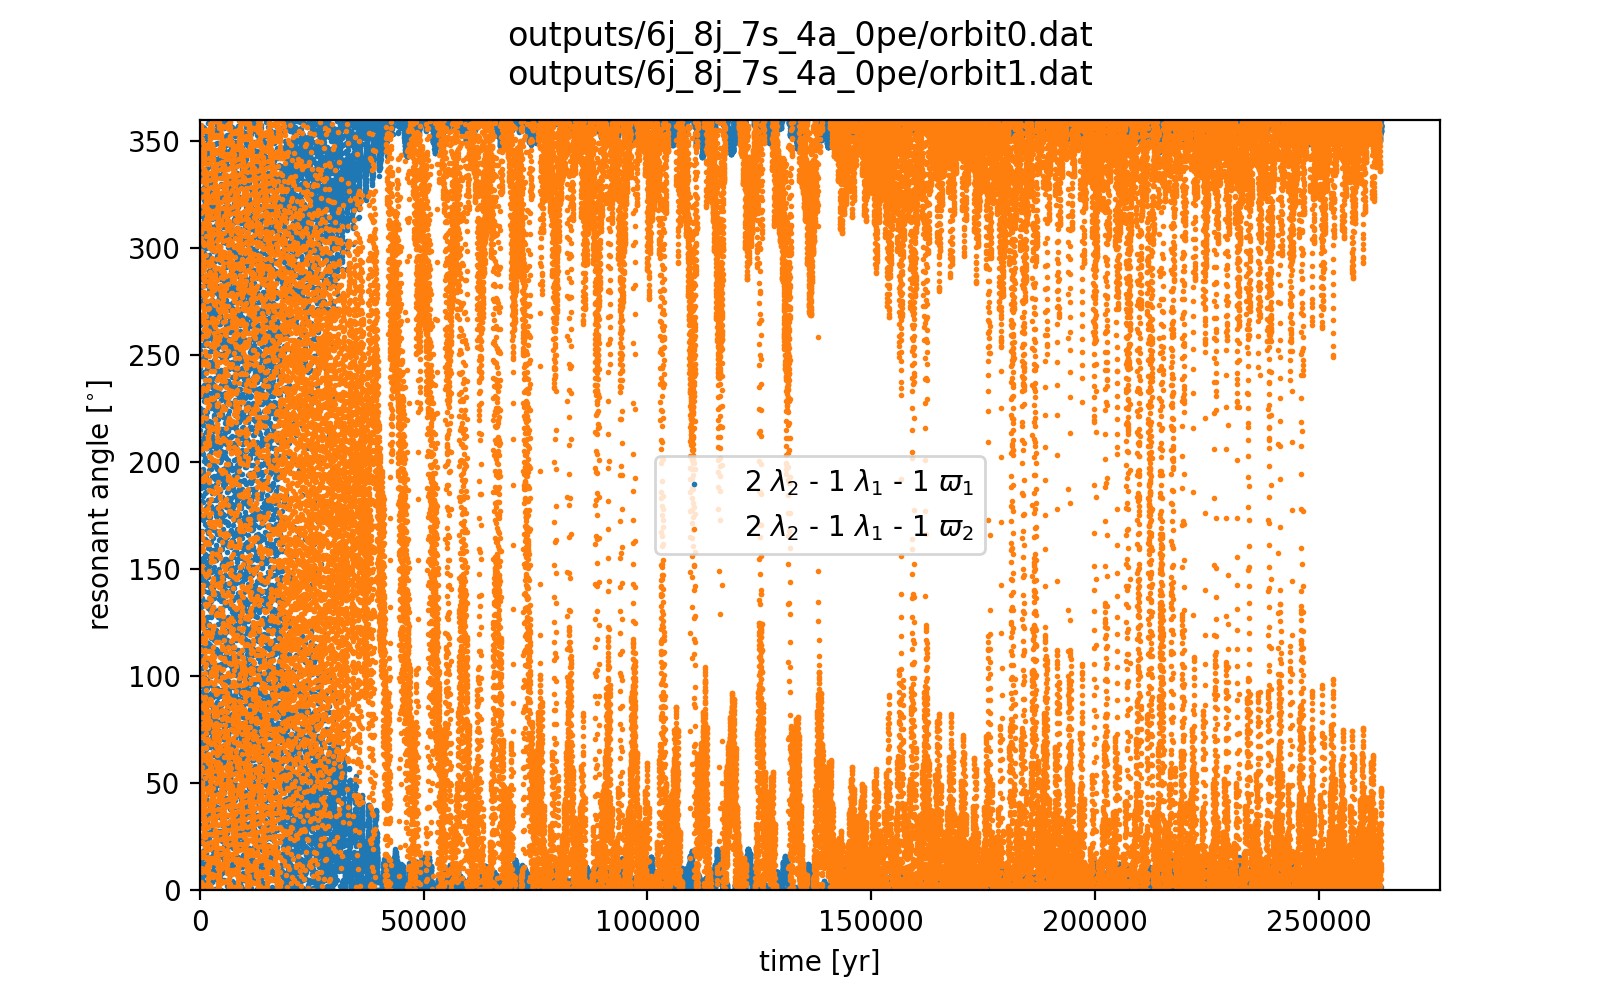 outputs/6j_8j_7s_4a_0pe/orbit0.dat
outputs/6j_8j_7s_4a_0pe/orbit1.dat
resonant angle [°]
350
300
250
200
150
100
50
0
2 λ₂ - 1 λ₁ - 1 ϖ₁
2 λ₂ - 1 λ₁ - 1 ϖ₂
0 50000 100000 150000 200000 250000
time [yr]